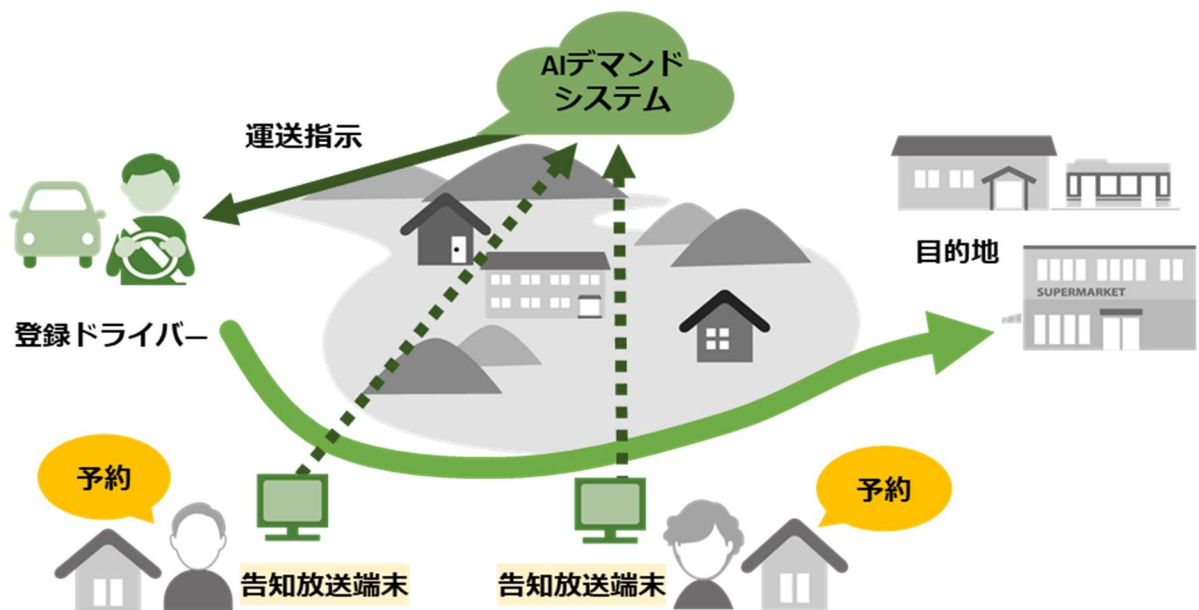 AIデマンド
システム
運送指示
目的地
SUPERMARKET
登録ドライバー
予約
予約
告知放送端末
告知放送端末